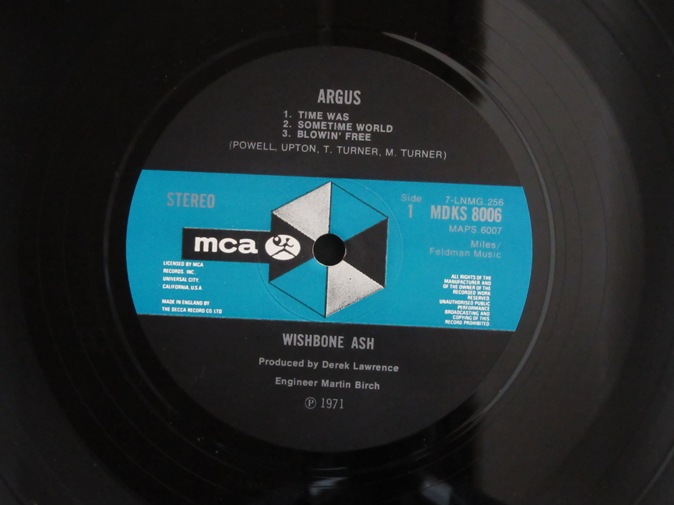 ARGUS
1. TIME WAS
2. SOMETIME WORLD
3. BLOWIN' FREE
(POWELL, UPTON, T. TURNER, M. TURNER)
STEREO
Side
1
7-LNMG.256
MDKS 8006
MAPS.6007
Miles/
Feldman Music
mca
LICENSED BY MCA
RECORDS. INC.
UNIVERSAL CITY.
CALIFORNIA. U.S.A
MADE IN ENGLAND BY
THE DECCA RECORD CO LTD
ALL RIGHTS OF THE
MANUFACTURER AND
OF THE OWNER OF THE
RECORDED WORK
RESERVED
UNAUTHORISED PUBLIC
PERFORMANCE
BROADCASTING AND
COPYING OF THIS
RECORD PROHIBITED
WISHBONE ASH
Produced by Derek Lawrence
Engineer Martin Birch
℗ 1971